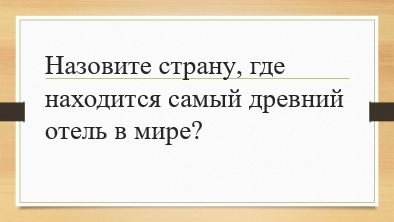 Назовите страну, где
находится самый древний
отель в мире?